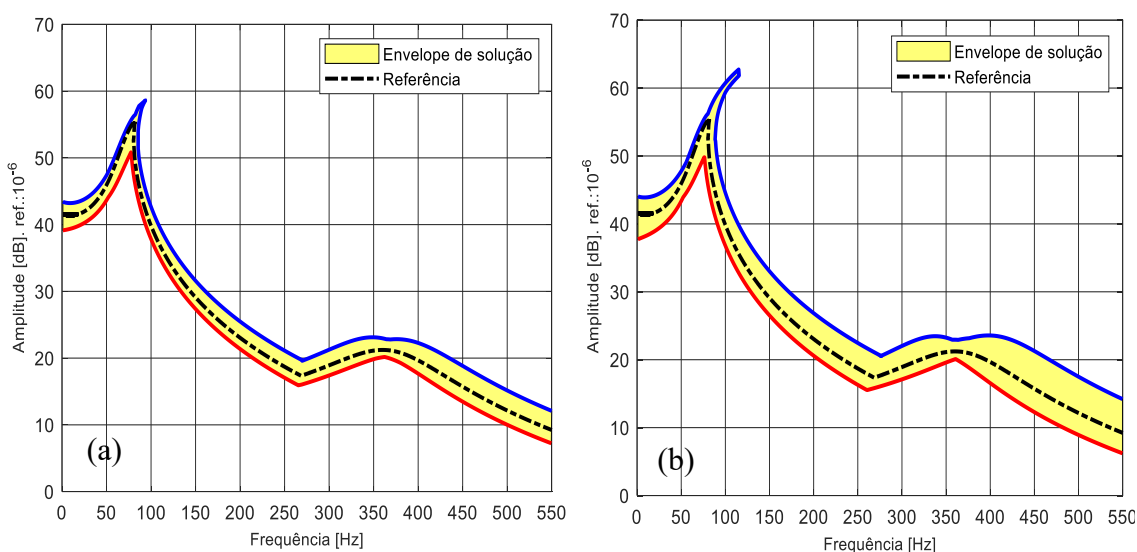 70
60
50
40
30
20
10
0
Amplitude [dB]. ref.:10⁻⁶
Envelope de solução
Referência
(a)
0 50 100 150 200 250 300 350 400 450 500 550
Frequência [Hz]
70
60
50
40
30
20
10
0
Amplitude [dB]. ref.:10⁻⁶
Envelope de solução
Referência
(b)
0 50 100 150 200 250 300 350 400 450 500 550
Frequência [Hz]